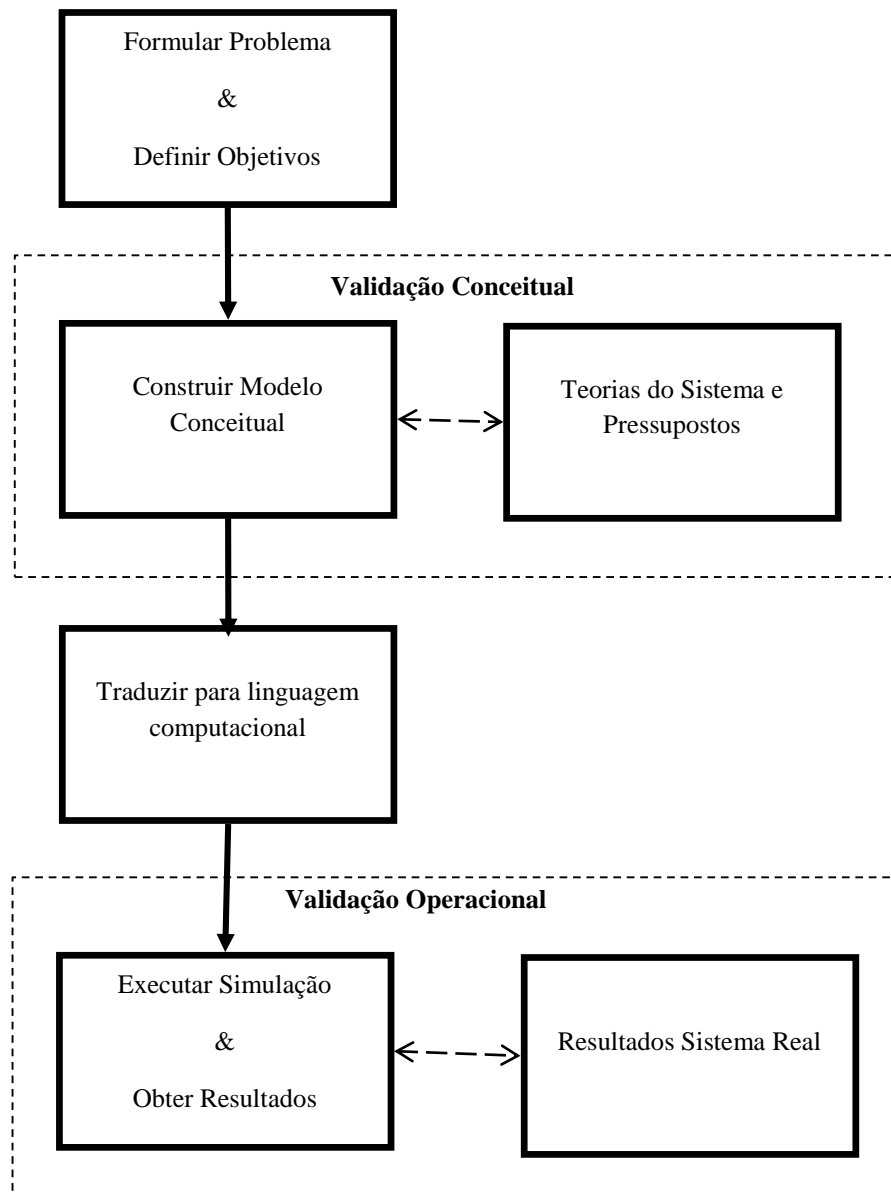 Formular Problema
&
Definir Objetivos
Validação Conceitual
Construir Modelo
Conceitual
Teorias do Sistema e
Pressupostos
Traduzir para linguagem
computacional
Validação Operacional
Executar Simulação
&
Obter Resultados
Resultados Sistema Real